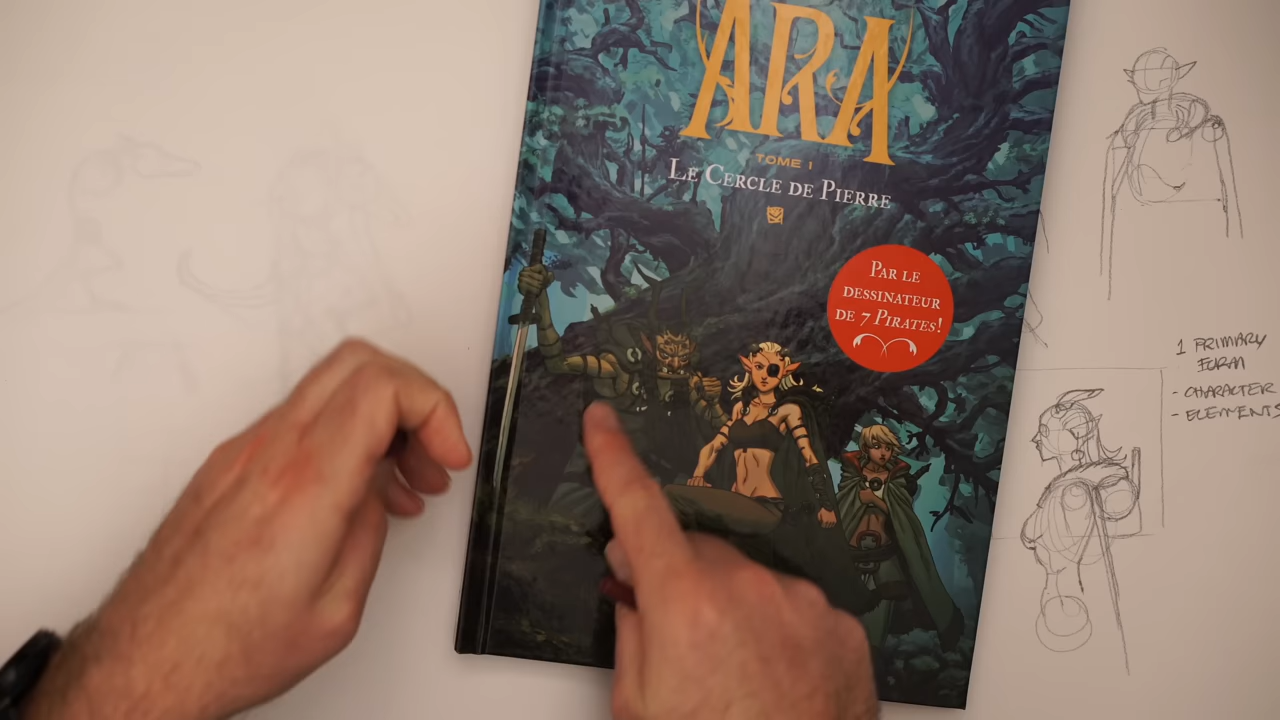 ARA
TOME 1
LE CERCLE DE PIERRE
PAR LE
DESSINATEUR
DE 7 PIRATES!
1 PRIMARY
FORM
- CHARACTER
- ELEMENTS